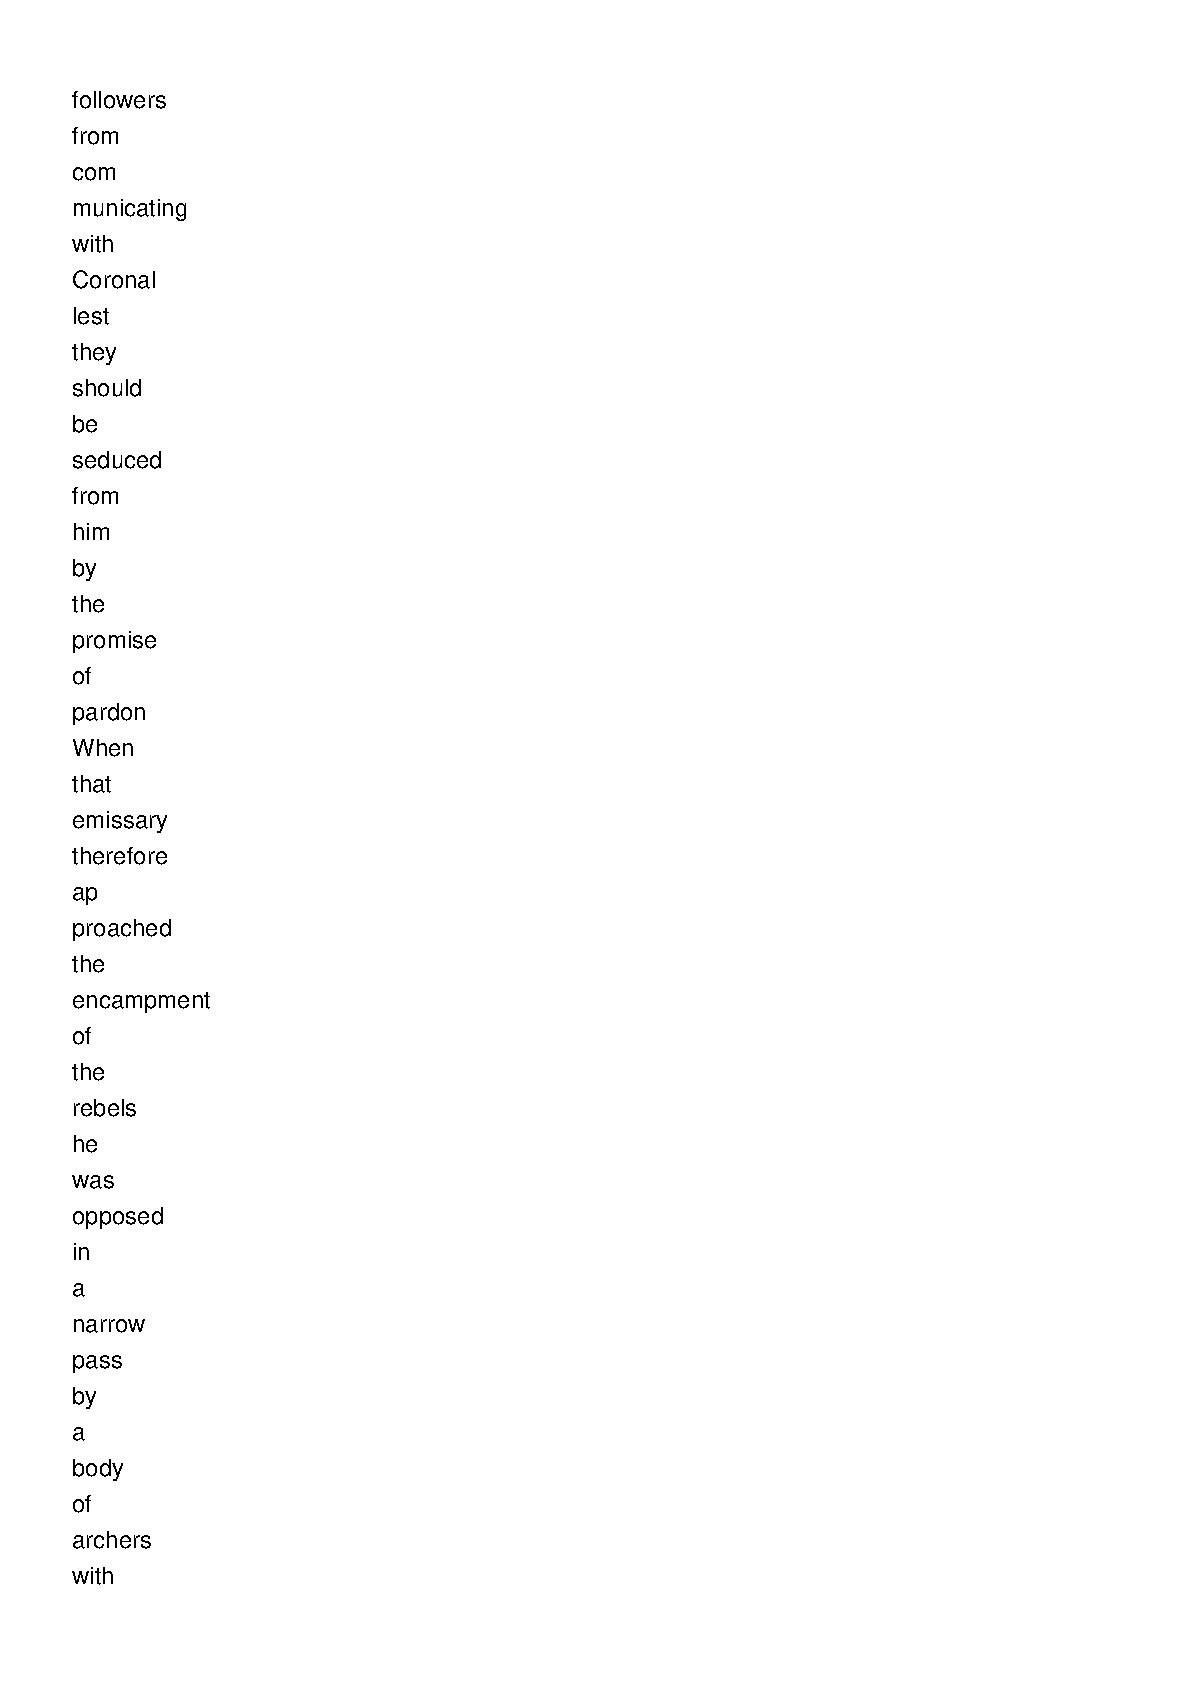 followers
from
com
municating
with
Coronal
lest
they
should
be
seduced
from
him
by
the
promise
of
pardon
When
that
emissary
therefore
ap
proached
the
encampment
of
the
rebels
he
was
opposed
in
a
narrow
pass
by
a
body
of
archers
with